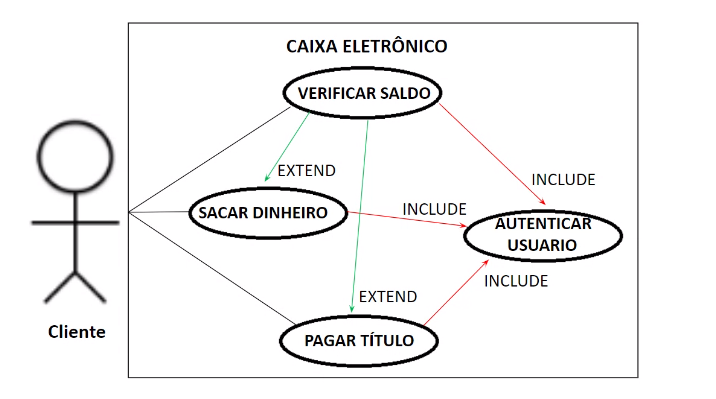 CAIXA ELETRÔNICO
VERIFICAR SALDO
EXTEND
INCLUDE
SACAR DINHEIRO
INCLUDE
AUTENTICAR
USUARIO
INCLUDE
EXTEND
Cliente
PAGAR TÍTULO